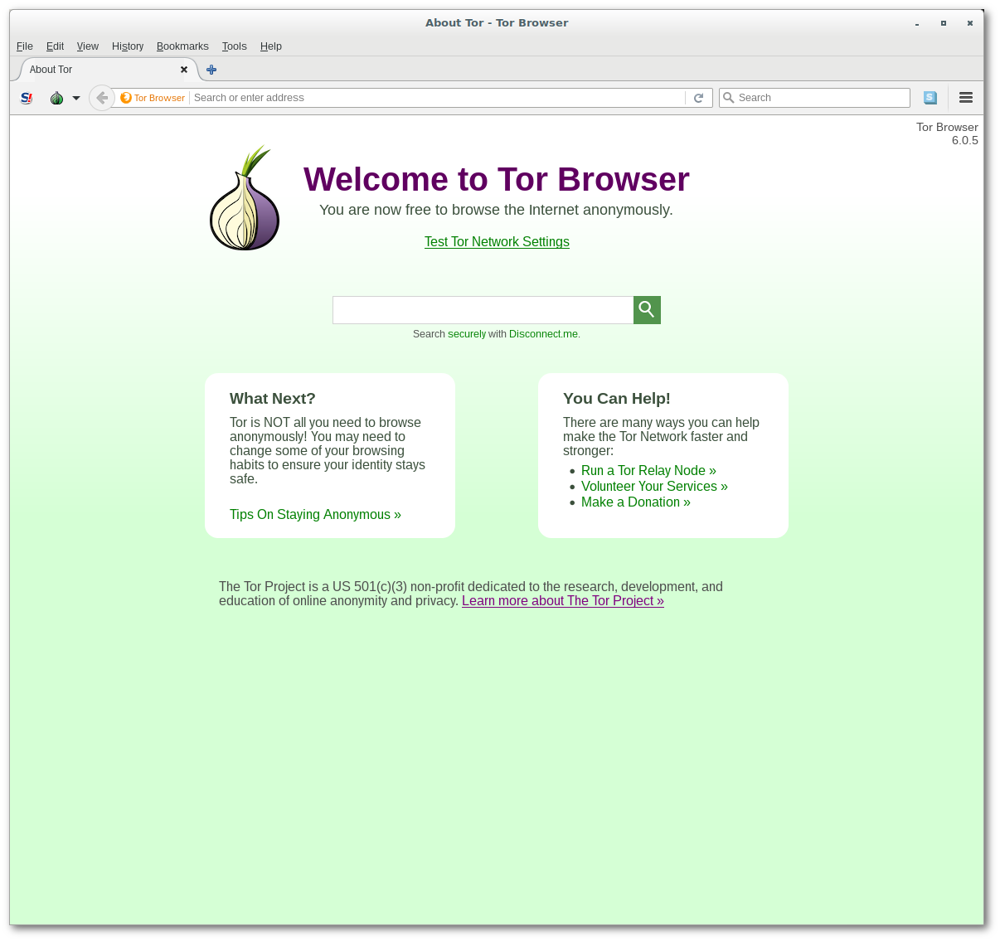 About Tor - Tor Browser
File Edit View History Bookmarks Tools Help
About Tor
S! Tor Browser Search or enter address Search S
Tor Browser
6.0.5
Welcome to Tor Browser
You are now free to browse the Internet anonymously.
Test Tor Network Settings
Search securely with Disconnect.me.
What Next?
Tor is NOT all you need to browse
anonymously! You may need to
change some of your browsing
habits to ensure your identity stays
safe.
Tips On Staying Anonymous »
You Can Help!
There are many ways you can help
make the Tor Network faster and
stronger:
• Run a Tor Relay Node »
• Volunteer Your Services »
• Make a Donation »
The Tor Project is a US 501(c)(3) non-profit dedicated to the research, development, and
education of online anonymity and privacy. Learn more about The Tor Project »